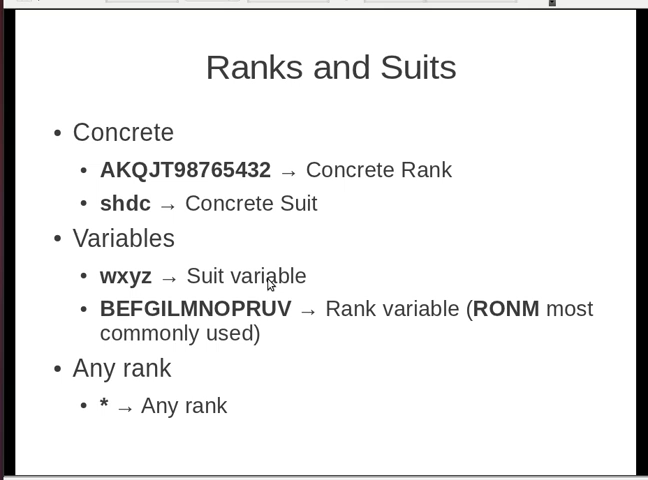 Ranks and Suits
• Concrete
• AKQJT98765432 → Concrete Rank
• shdc → Concrete Suit
• Variables
• wxyz → Suit variable
• BEFGILMNOPRUV → Rank variable (RONM most
commonly used)
• Any rank
• * → Any rank